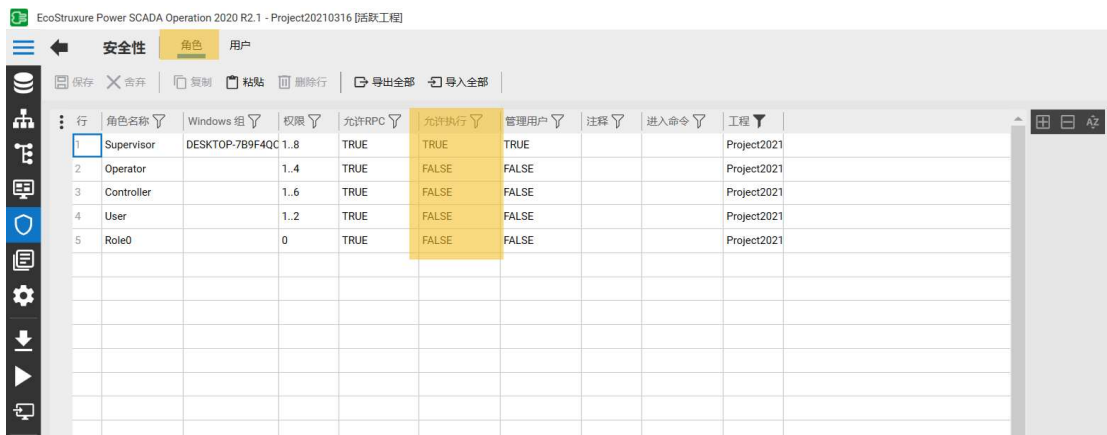 EcoStruxure Power SCADA Operation 2020 R2.1 - Project20210316 [活跃工程]
安全性 角色 用户
保存 舍弃 复制 粘贴 删除行 导出全部 导入全部
行 角色名称 Windows 组 权限 允许RPC 允许执行 管理用户 注释 进入命令 工程
1 Supervisor DESKTOP-7B9F4QC 1..8 TRUE TRUE TRUE Project2021
2 Operator 1..4 TRUE FALSE FALSE Project2021
3 Controller 1..6 TRUE FALSE FALSE Project2021
4 User 1..2 TRUE FALSE FALSE Project2021
5 Role0 0 TRUE FALSE FALSE Project2021